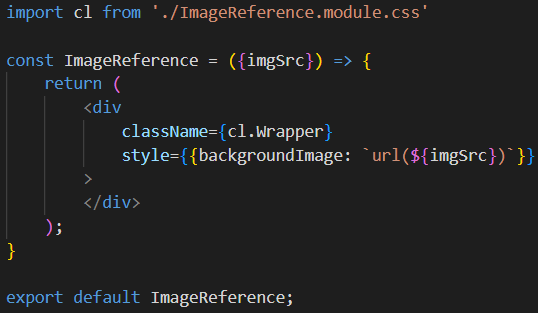 import cl from './ImageReference.module.css'
const ImageReference = ({imgSrc}) => {
    return (
        <div
            className={cl.Wrapper}
            style={{backgroundImage: `url(${imgSrc})`}}
        >
        </div>
    );
}
export default ImageReference;